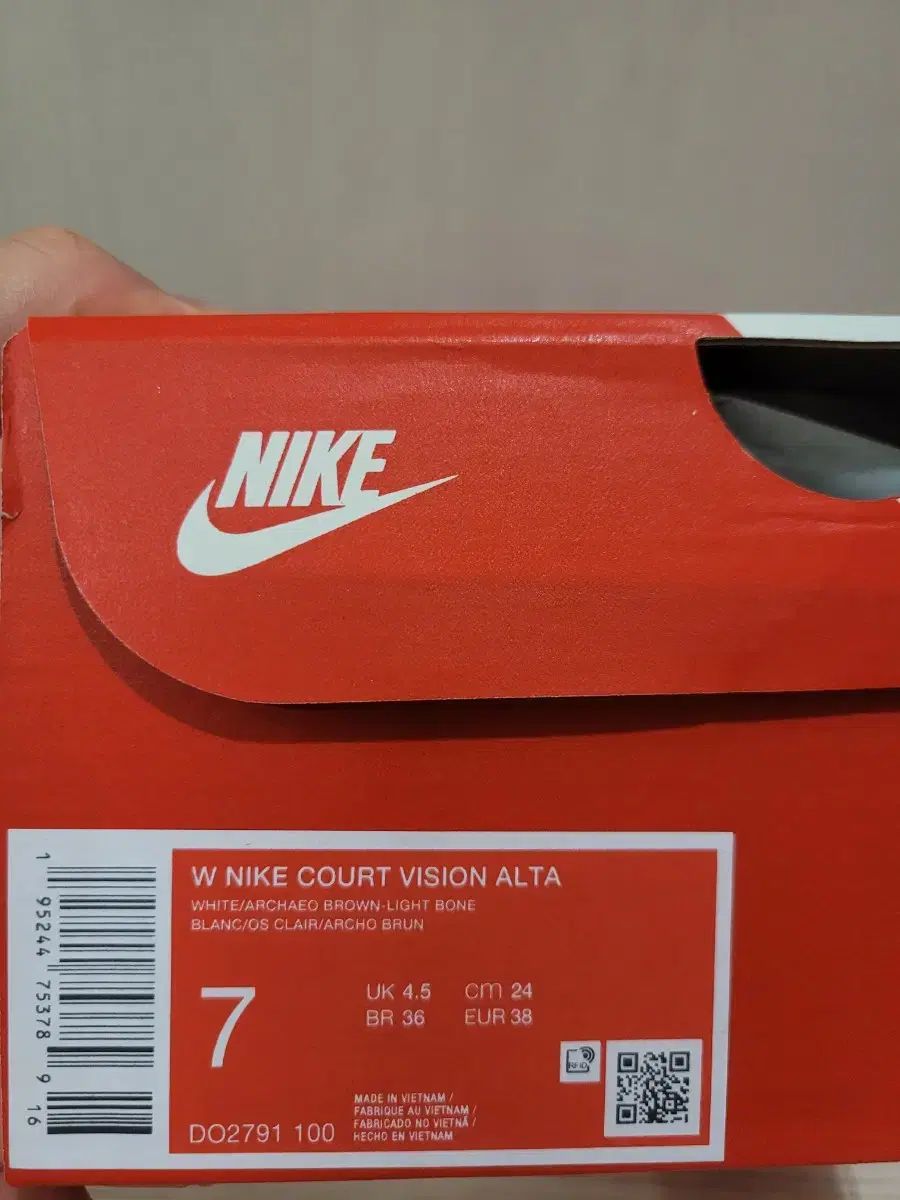 NIKE
W NIKE COURT VISION ALTA
WHITE/ARCHAEO BROWN-LIGHT BONE
BLANC/OS CLAIR/ARCHO BRUN
7
UK 4.5 cm 24
BR 36 EUR 38
RFID
MADE IN VIETNAM /
FABRIQUE AU VIETNAM /
FABRICADO NO VIETNÃ /
HECHO EN VIETNAM
DO2791 100
1 95244 75378 9 16